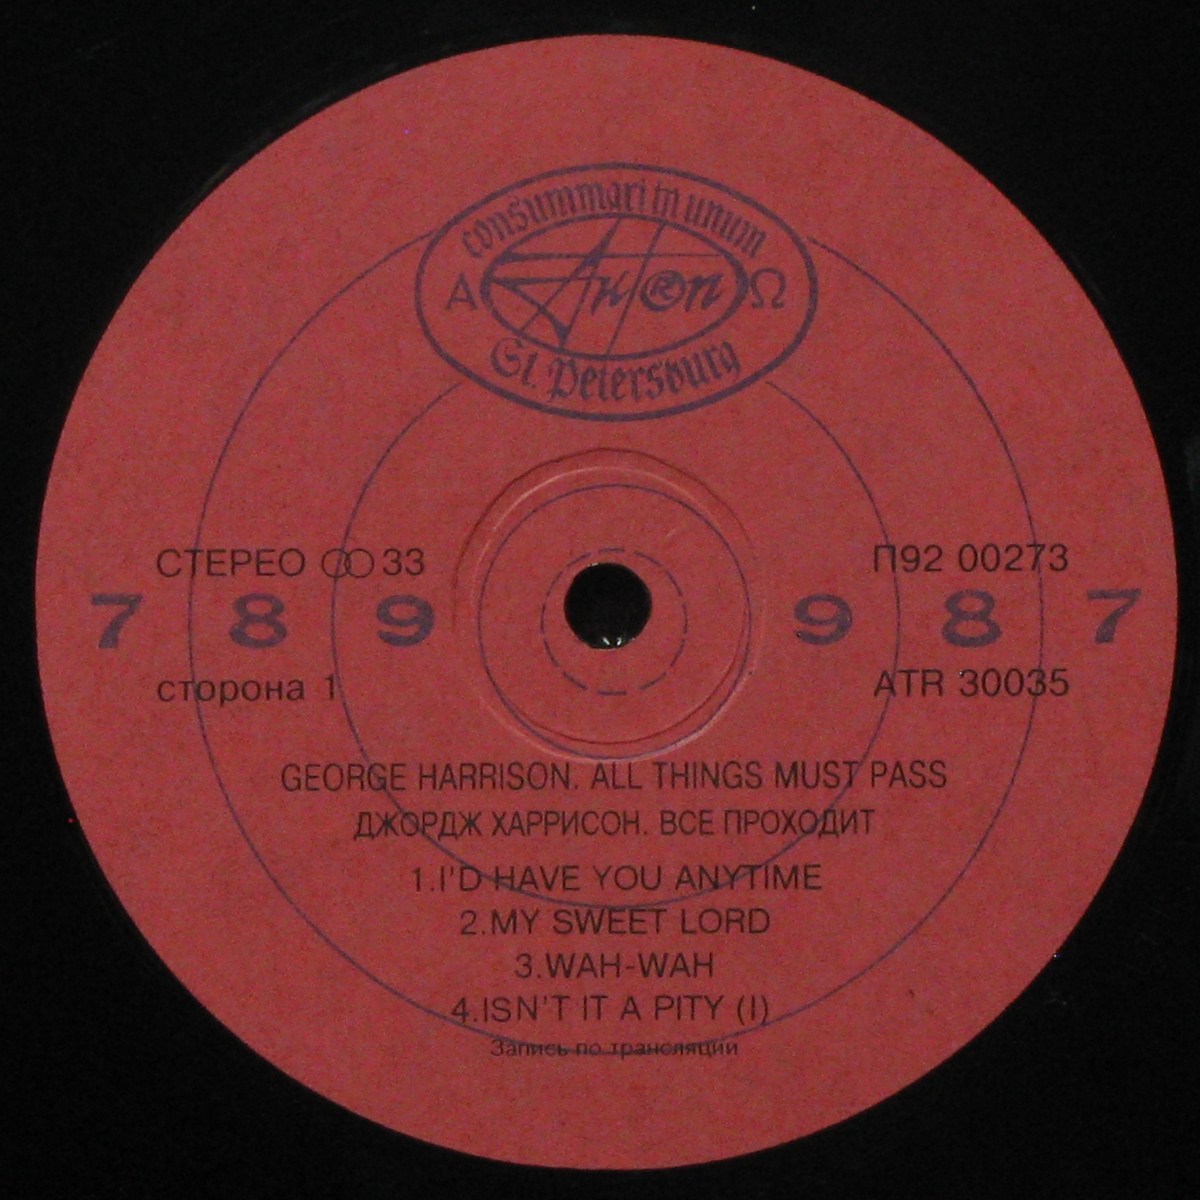 consummari in unum
Α Антроп Ω
St. Petersburg
СТЕРЕО 33
П92 00273
7 8 9 9 8 7
сторона 1
ATR 30035
GEORGE HARRISON. ALL THINGS MUST PASS
ДЖОРДЖ ХАРРИСОН. ВСЕ ПРОХОДИТ
1.I'D HAVE YOU ANYTIME
2.MY SWEET LORD
3.WAH-WAH
4.ISN'T IT A PITY (I)
Запись по трансляции